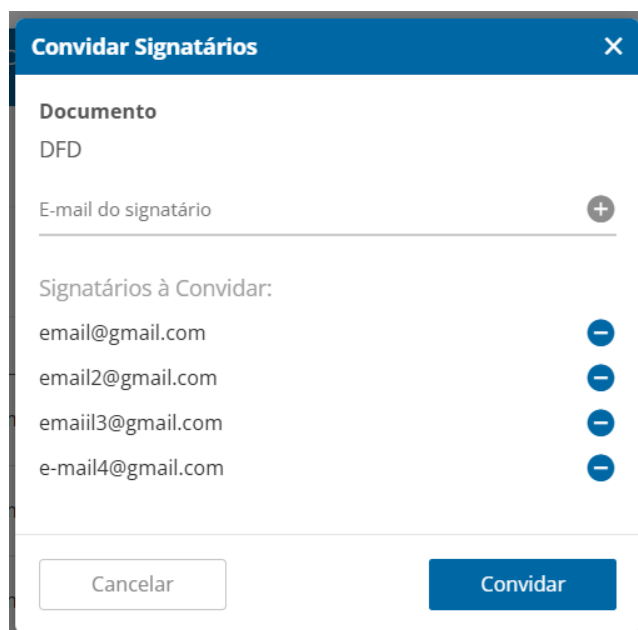 Convidar Signatários
Documento
DFD
E-mail do signatário
Signatários à Convidar:
email@gmail.com
email2@gmail.com
emaiil3@gmail.com
e-mail4@gmail.com
Cancelar
Convidar